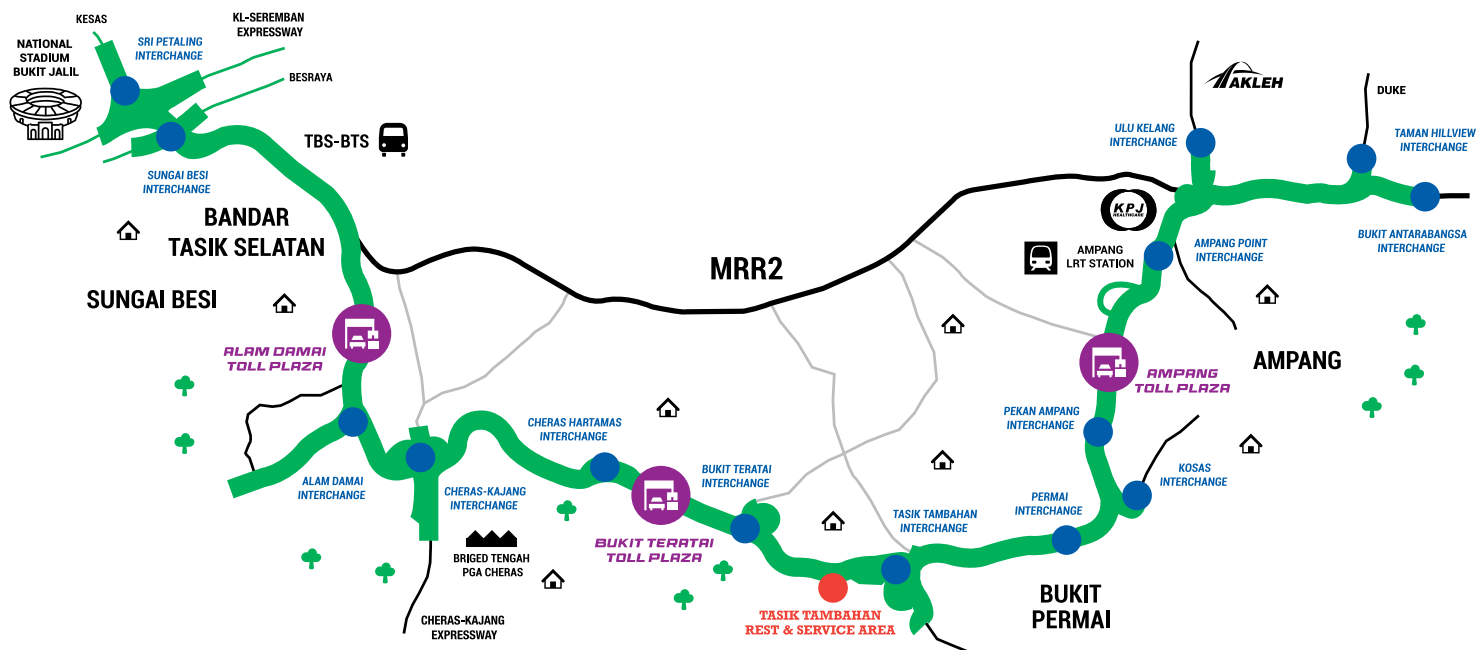 KESAS
KL-SEREMBAN
EXPRESSWAY
NATIONAL
STADIUM
BUKIT JALIL
SRI PETALING
INTERCHANGE
BESRAYA
TBS-BTS
SUNGAI BESI
INTERCHANGE
BANDAR
TASIK SELATAN
SUNGAI BESI
ALAM DAMAI
TOLL PLAZA
ALAM DAMAI
INTERCHANGE
CHERAS-KAJANG
INTERCHANGE
BRIGED TENGAH
PGA CHERAS
CHERAS-KAJANG
EXPRESSWAY
CHERAS HARTAMAS
INTERCHANGE
BUKIT TERATAI
TOLL PLAZA
BUKIT TERATAI
INTERCHANGE
MRR2
TASIK TAMBAHAN
REST & SERVICE AREA
TASIK TAMBAHAN
INTERCHANGE
PERMAI
INTERCHANGE
BUKIT
PERMAI
KOSAS
INTERCHANGE
PEKAN AMPANG
INTERCHANGE
AMPANG
TOLL PLAZA
AMPANG
AMPANG
LRT STATION
KPJ
HEALTHCARE
AMPANG POINT
INTERCHANGE
ULU KELANG
INTERCHANGE
AKLEH
DUKE
TAMAN HILLVIEW
INTERCHANGE
BUKIT ANTARABANGSA
INTERCHANGE